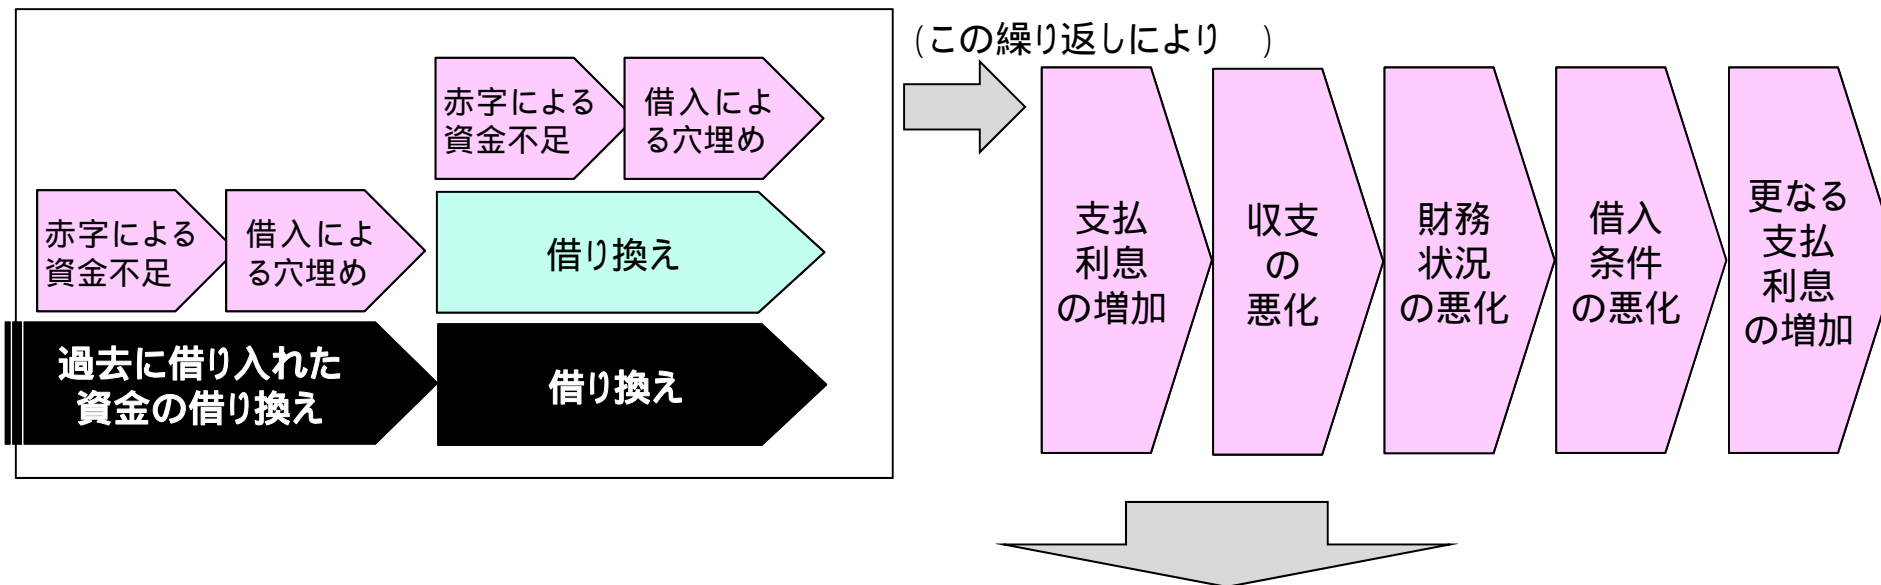 (この繰り返しにより　)
赤字による
資金不足
借入によ
る穴埋め
赤字による
資金不足
借入によ
る穴埋め
借り換え
過去に借り入れた
資金の借り換え
借り換え
支払
利息
の増加
収支
の
悪化
財務
状況
の悪化
借入
条件
の悪化
更なる
支払
利息
の増加